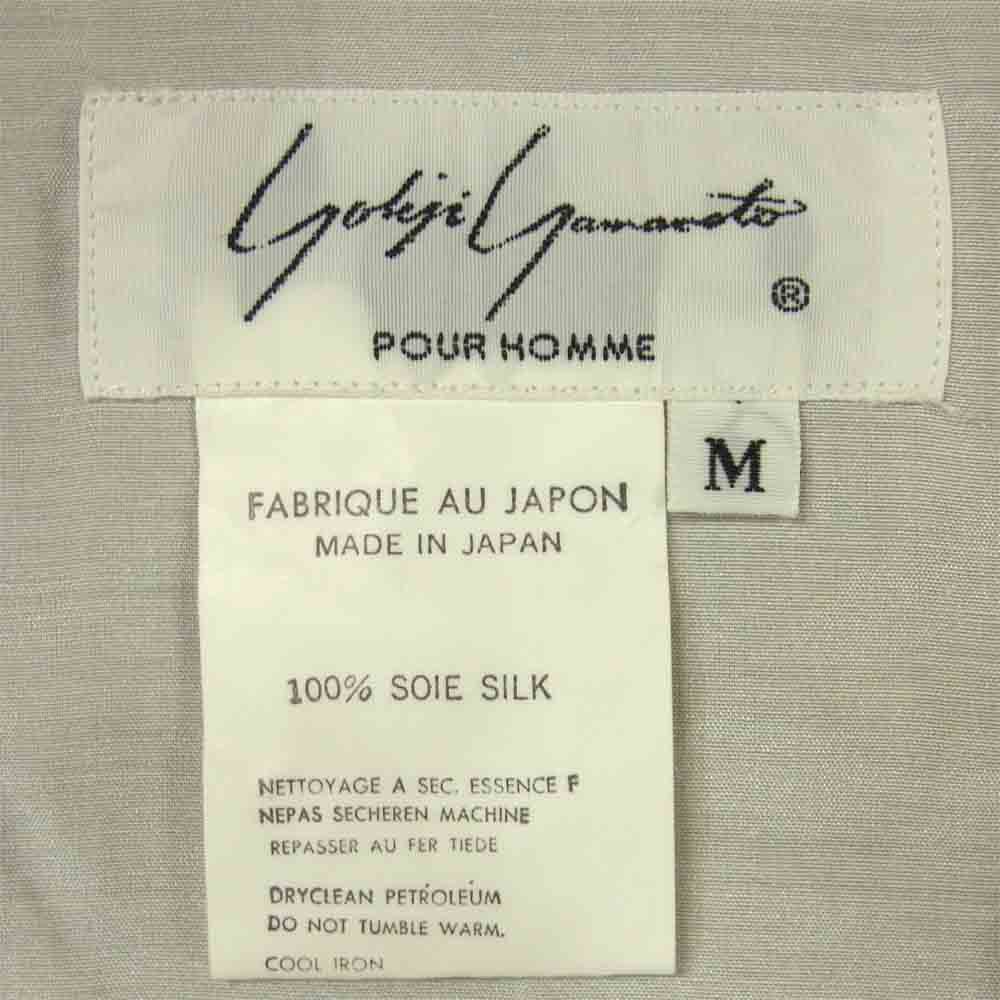 Yohji Yamamoto
®
POUR HOMME
M
FABRIQUE AU JAPON
MADE IN JAPAN
100% SOIE SILK
NETTOYAGE A SEC. ESSENCE F
NEPAS SECHEREN MACHINE
REPASSER AU FER TIEDE
DRYCLEAN PETROLEUM
DO NOT TUMBLE WARM.
COOL IRON